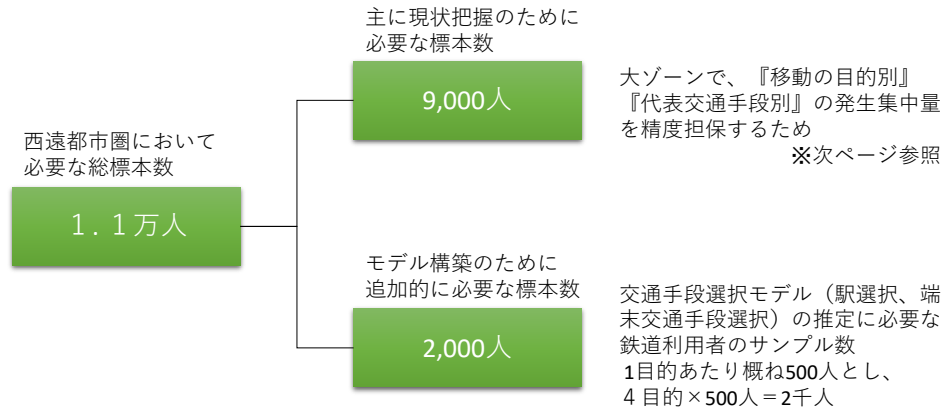 主に現状把握のために
必要な標本数
9,000人
大ゾーンで、『移動の目的別』
『代表交通手段別』の発生集中量
を精度担保するため
※次ページ参照
西遠都市圏において
必要な総標本数
１.１万人
モデル構築のために
追加的に必要な標本数
2,000人
交通手段選択モデル（駅選択、端
末交通手段選択）の推定に必要な
鉄道利用者のサンプル数
1目的あたり概ね500人とし、
４目的×500人＝2千人